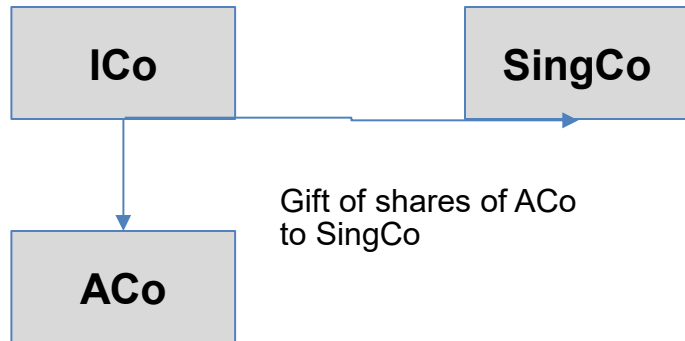 ICo
SingCo
Gift of shares of ACo
to SingCo
ACo